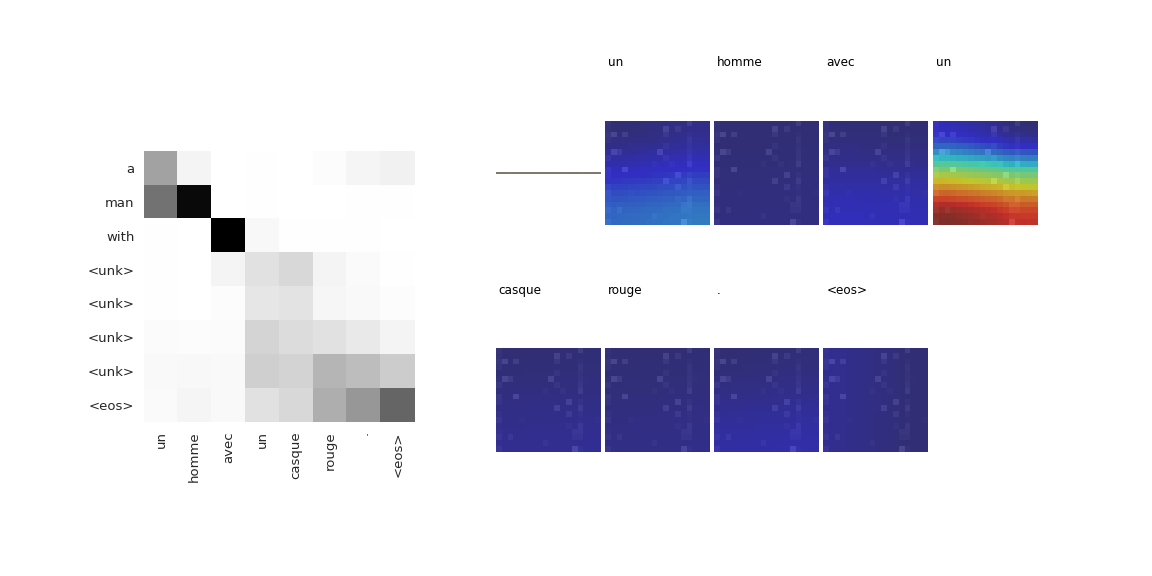 un homme avec un
a
man
with
<unk>
<unk>
<unk>
<unk>
<eos>
un homme avec un casque rouge . <eos>
casque rouge . <eos>